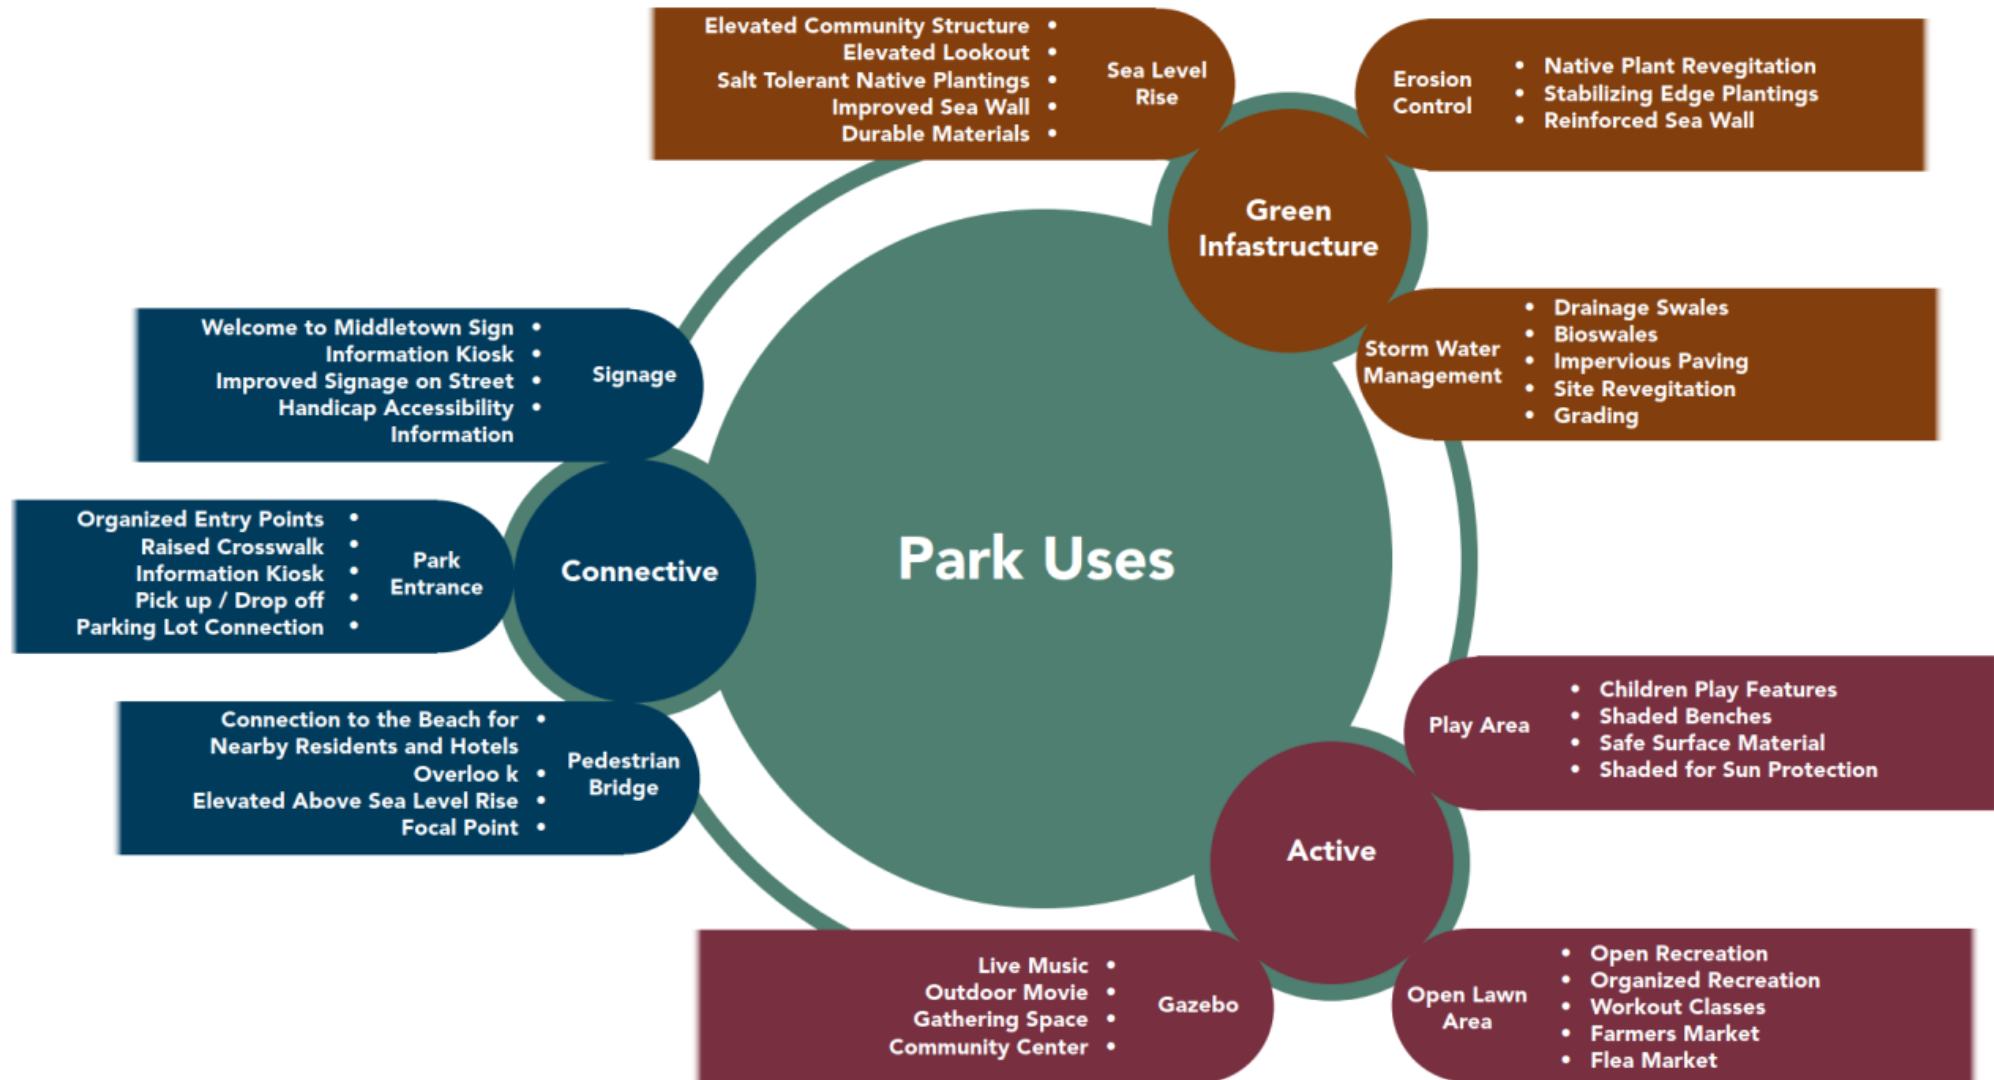 Elevated Community Structure •
Elevated Lookout •
Salt Tolerant Native Plantings •
Improved Sea Wall •
Durable Materials •
Sea Level
Rise
Erosion
Control
• Native Plant Revegitation
• Stabilizing Edge Plantings
• Reinforced Sea Wall
Green
Infastructure
Storm Water
Management
• Drainage Swales
• Bioswales
• Impervious Paving
• Site Revegitation
• Grading
Welcome to Middletown Sign •
Information Kiosk •
Improved Signage on Street •
Handicap Accessibility •
Information
Signage
Organized Entry Points •
Raised Crosswalk •
Information Kiosk •
Pick up / Drop off •
Parking Lot Connection •
Park
Entrance
Connective
Park Uses
Connection to the Beach for •
Nearby Residents and Hotels
Overloo k •
Elevated Above Sea Level Rise •
Focal Point •
Pedestrian
Bridge
Play Area
• Children Play Features
• Shaded Benches
• Safe Surface Material
• Shaded for Sun Protection
Active
Live Music •
Outdoor Movie •
Gathering Space •
Community Center •
Gazebo
Open Lawn
Area
• Open Recreation
• Organized Recreation
• Workout Classes
• Farmers Market
• Flea Market